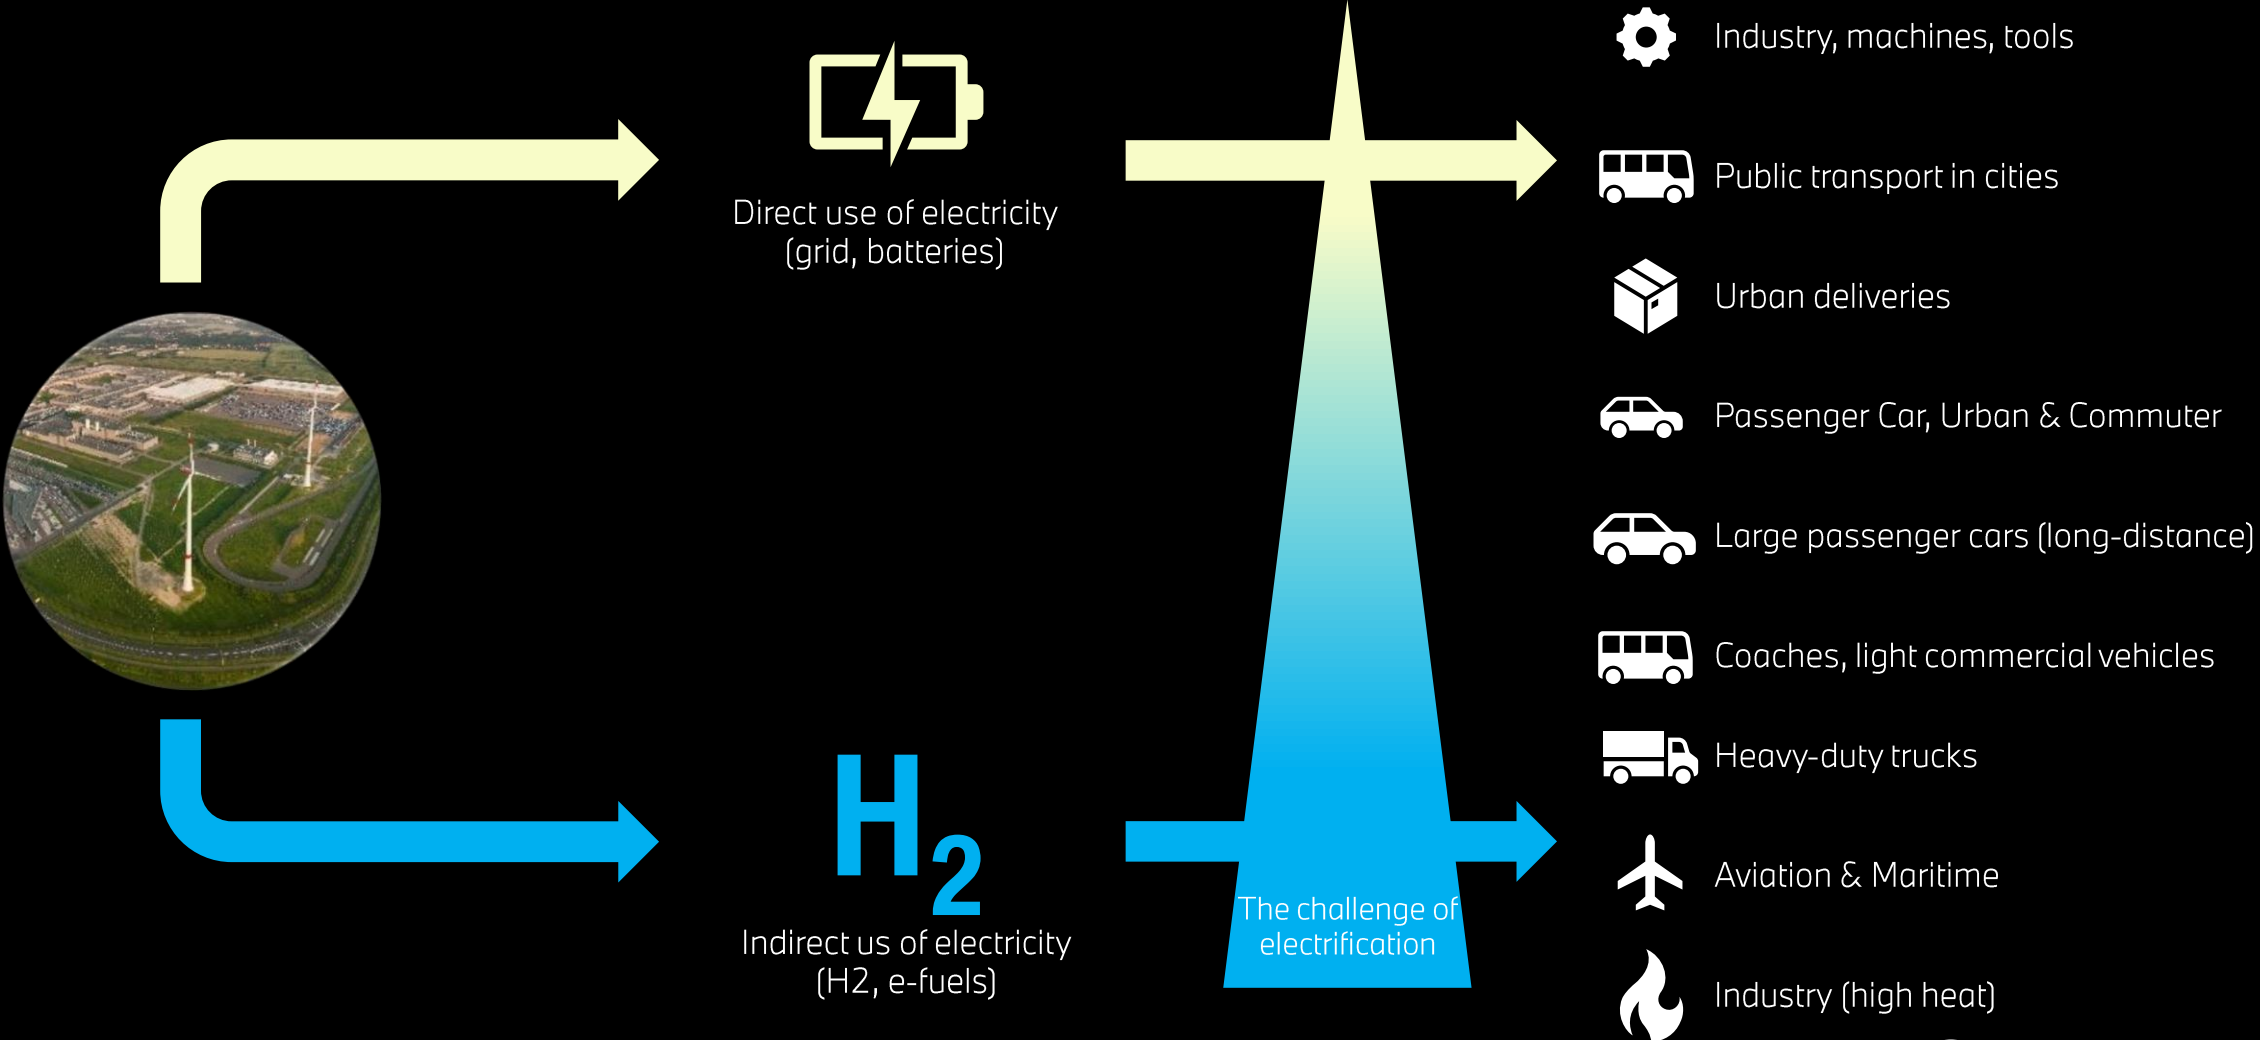 Direct use of electricity
(grid, batteries)
H2
Indirect us of electricity
(H2, e-fuels)
The challenge of
electrification
Industry, machines, tools
Public transport in cities
Urban deliveries
Passenger Car, Urban & Commuter
Large passenger cars (long-distance)
Coaches, light commercial vehicles
Heavy-duty trucks
Aviation & Maritime
Industry (high heat)